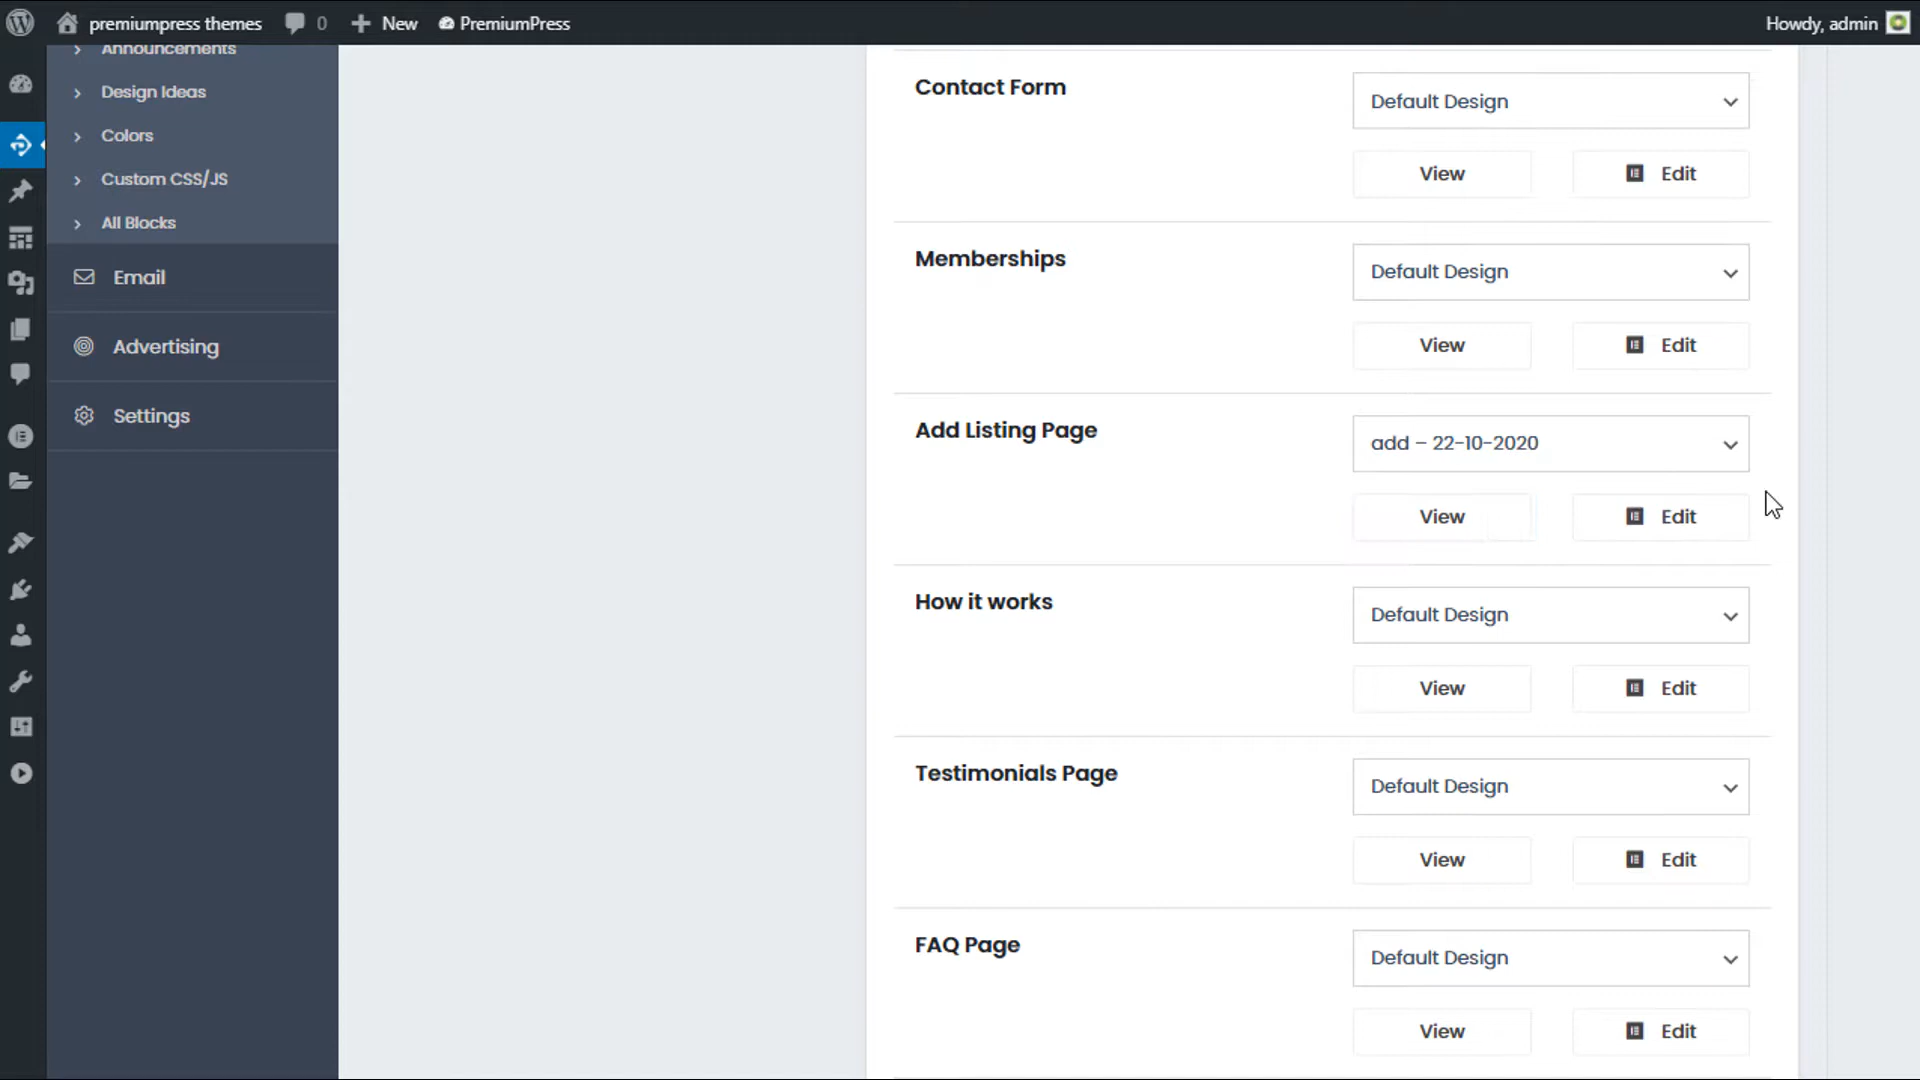 premiumpress themes 0 New PremiumPress Howdy, admin
Announcements
Design Ideas
Colors
Custom CSS/JS
All Blocks
Email
Advertising
Settings
Contact Form
Default Design
View Edit
Memberships
Default Design
View Edit
Add Listing Page
add – 22-10-2020
View Edit
How it works
Default Design
View Edit
Testimonials Page
Default Design
View Edit
FAQ Page
Default Design
View Edit